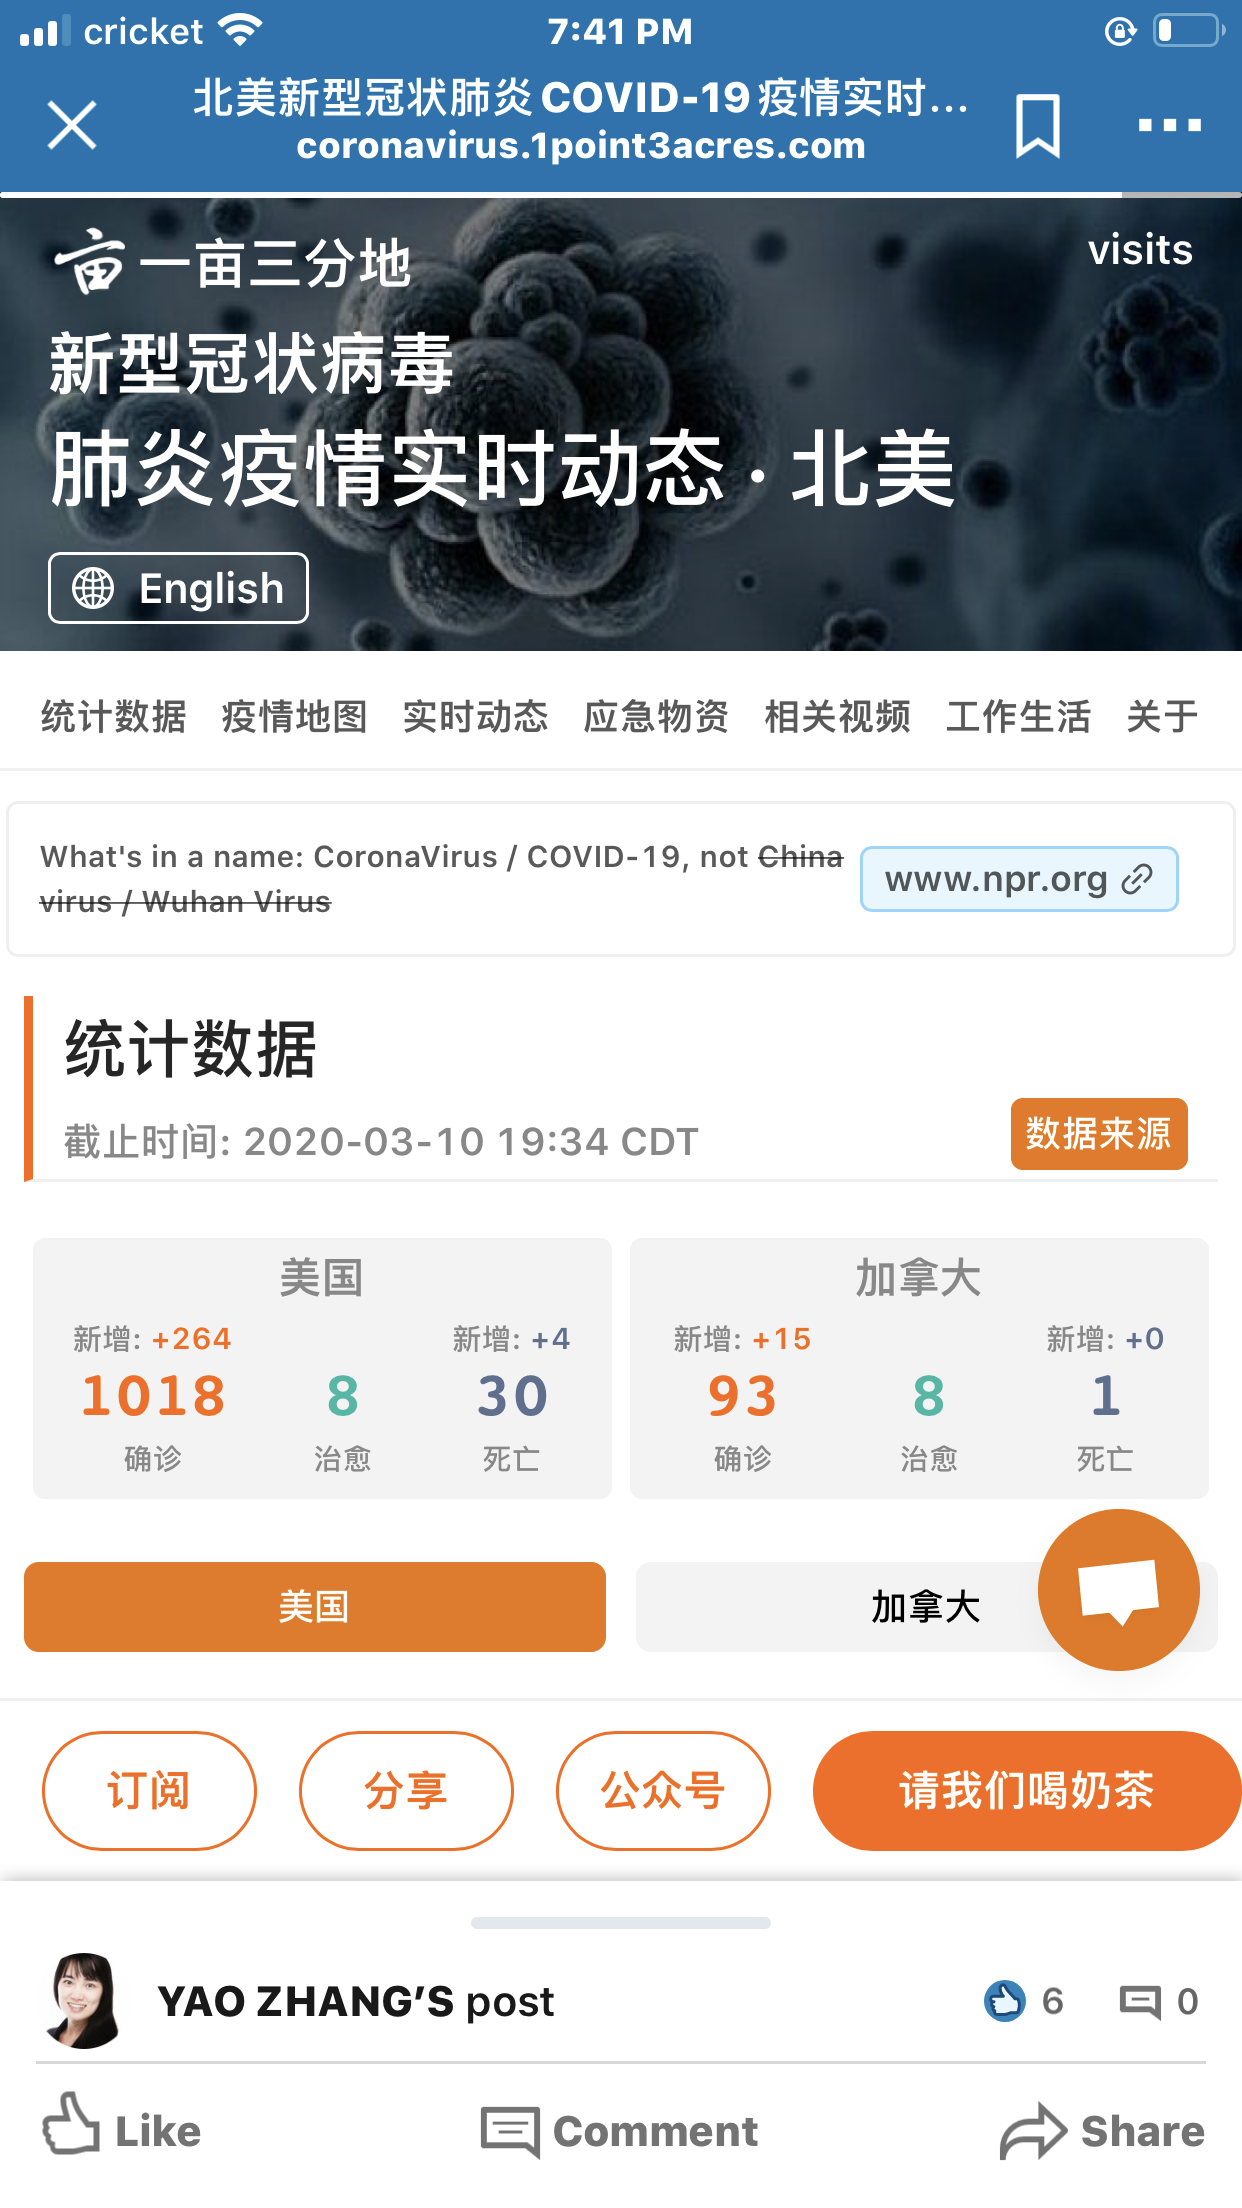 cricket 7:41 PM
北美新型冠状肺炎COVID-19疫情实时...
coronavirus.1point3acres.com
亩 一亩三分地 visits
新型冠状病毒
肺炎疫情实时动态 · 北美
English
统计数据 疫情地图 实时动态 应急物资 相关视频 工作生活 关于
What's in a name: CoronaVirus / COVID-19, not China
virus / Wuhan Virus
www.npr.org
统计数据
截止时间: 2020-03-10 19:34 CDT
数据来源
美国 加拿大
新增: +264 新增: +4 新增: +15 新增: +0
1018 8 30 93 8 1
确诊 治愈 死亡 确诊 治愈 死亡
美国 加拿大
订阅 分享 公众号 请我们喝奶茶
YAO ZHANG’S post 6 0
Like Comment Share